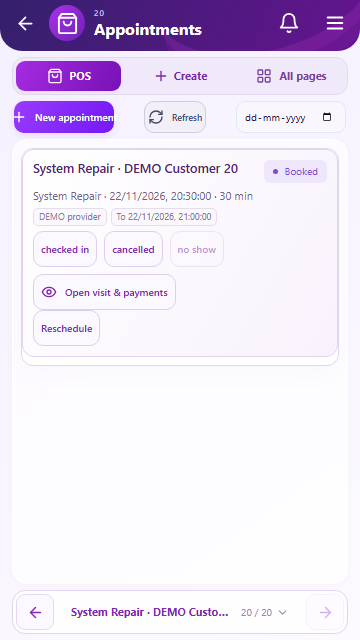 20
Appointments
POS
Create
All pages
New appointmen
Refresh
dd-mm-yyyy
System Repair · DEMO Customer 20
Booked
System Repair · 22/11/2026, 20:30:00 · 30 min
DEMO provider
To 22/11/2026, 21:00:00
checked in
cancelled
no show
Open visit & payments
Reschedule
System Repair · DEMO Custo...
20 / 20